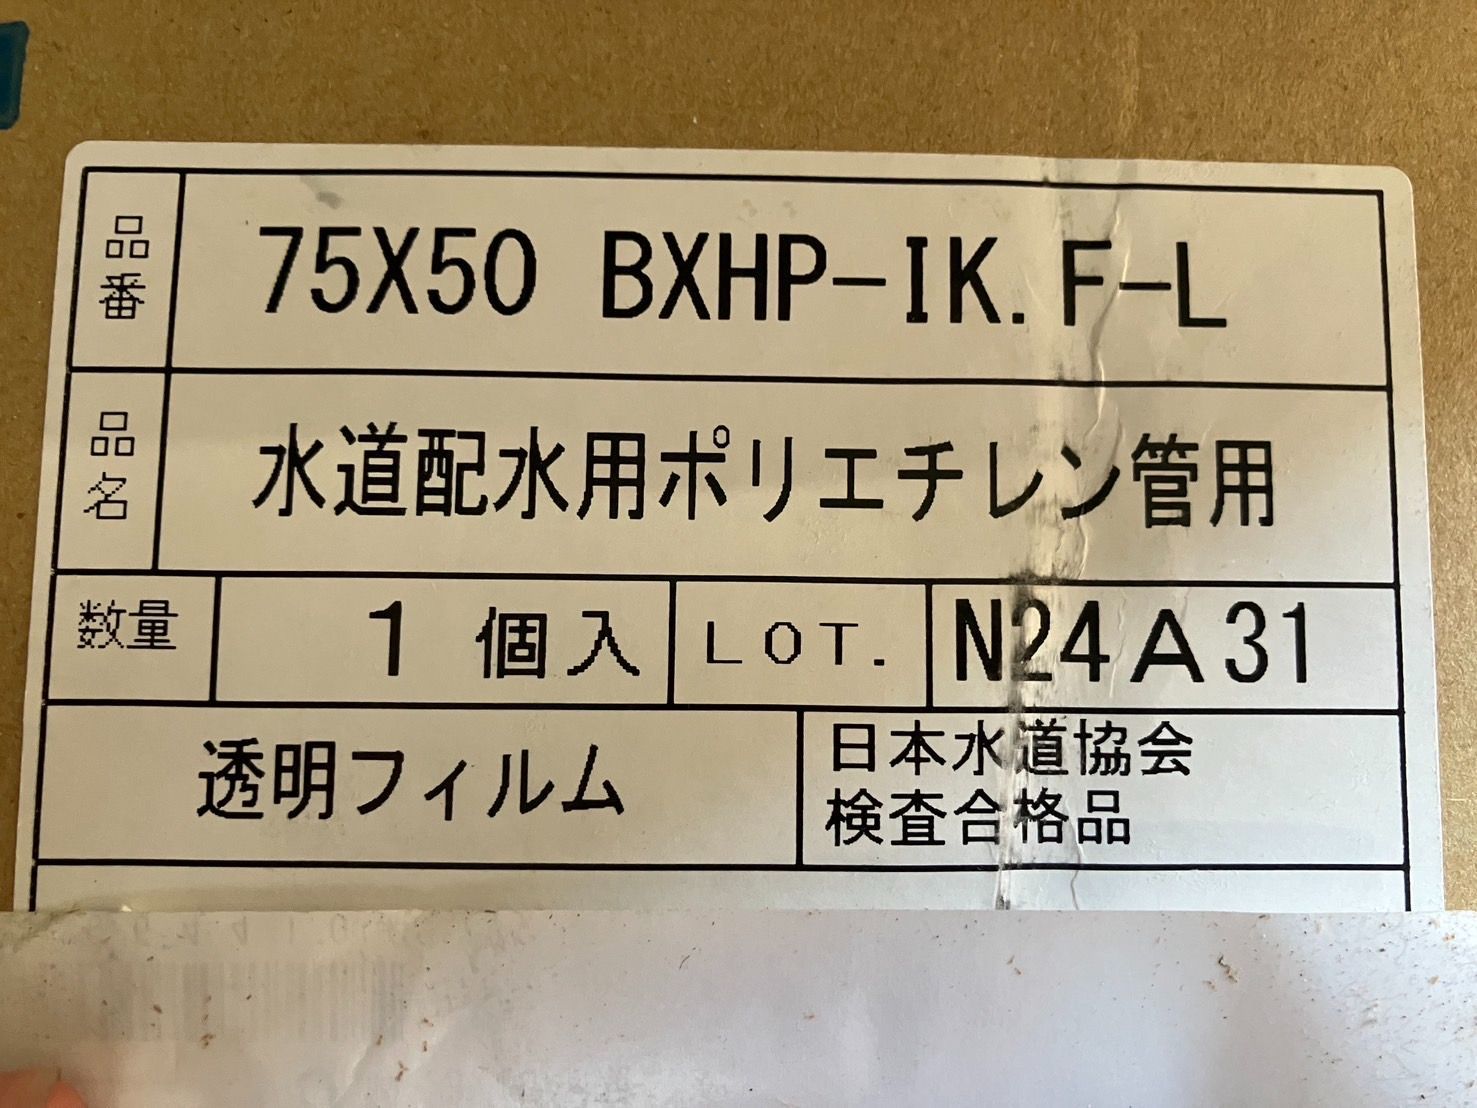 品番 75X50 BXHP-IK.F-L
品名 水道配水用ポリエチレン管用
数量 1個入 LOT. N24A31
透明フィルム
日本水道協会
検査合格品